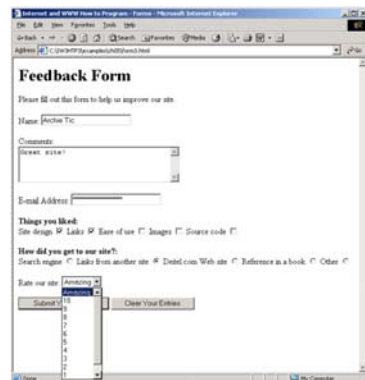 Internet and WWW How to Program - Forms - Microsoft Internet Explorer
File Edit View Favorites Tools Help
Back Search Favorites Media
Address
Feedback Form
Please fill out this form to help us improve our site.
Name: Archie Tic
Comments:
Great site!
E-mail Address:
Things you liked:
Site design Links Ease of use Images Source code
How did you get to our site?:
Search engine Links from another site Deitel.com Web site Reference in a book Other
Rate our site: Amazing
Amazing
10
9
8
7
6
5
4
3
2
1
Submit Clear Your Entries
Done My Computer